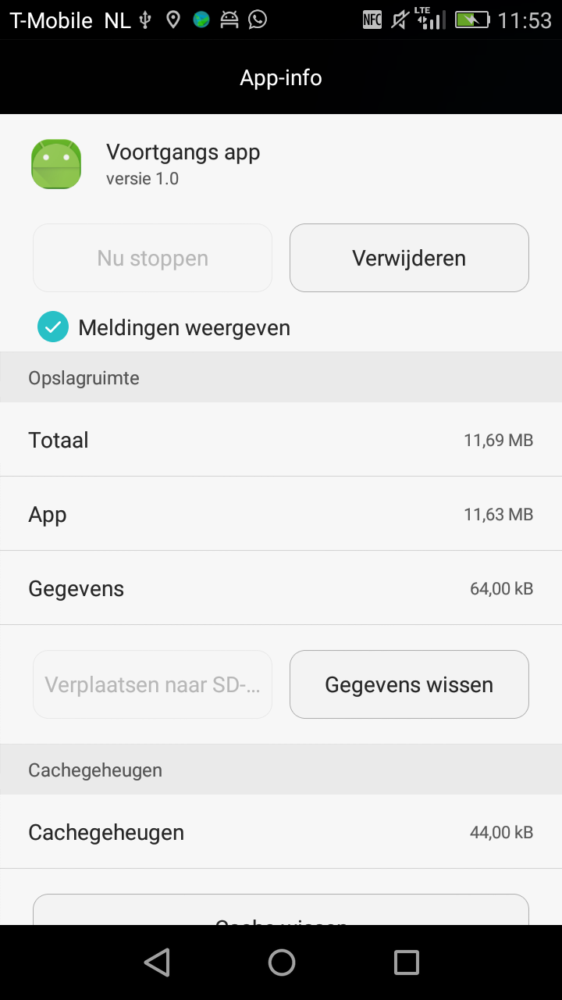 T-Mobile NL NFC LTE 11:53
App-info
Voortgangs app
versie 1.0
Nu stoppen Verwijderen
Meldingen weergeven
Opslagruimte
Totaal 11,69 MB
App 11,63 MB
Gegevens 64,00 kB
Verplaatsen naar SD-... Gegevens wissen
Cachegeheugen
Cachegeheugen 44,00 kB
Cache wissen